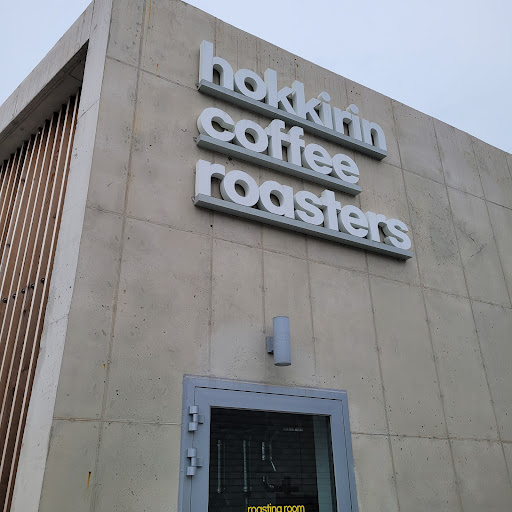 hokkirin
coffee
roasters
roasting room